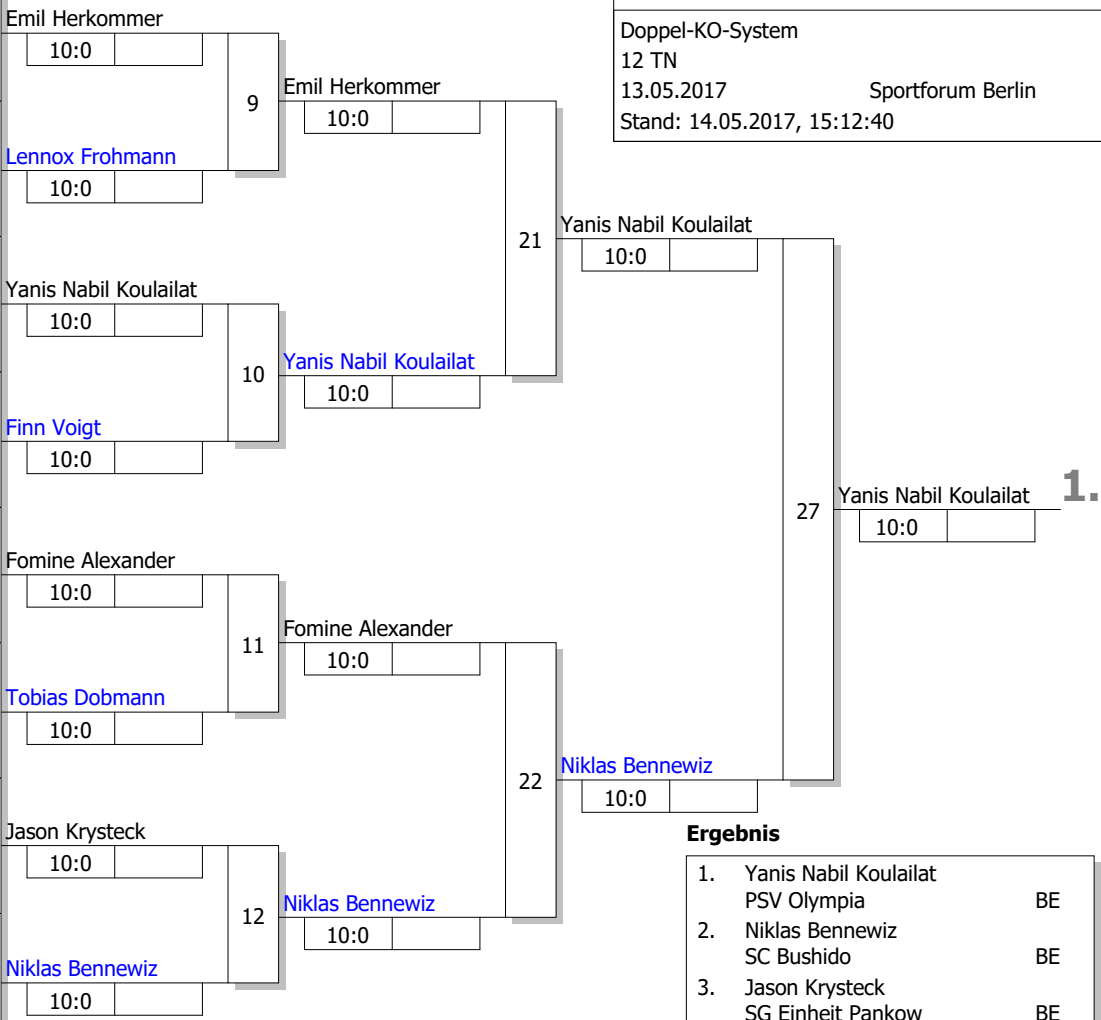 Doppel-KO-System
12 TN
13.05.2017 Sportforum Berlin
Stand: 14.05.2017, 15:12:40
Emil Herkommer
10:0
9
Lennox Frohmann
10:0
Emil Herkommer
10:0
21
Yanis Nabil Koulailat
10:0
10
Finn Voigt
10:0
Yanis Nabil Koulailat
10:0
Yanis Nabil Koulailat
10:0
27
Yanis Nabil Koulailat 1.
10:0
Fomine Alexander
10:0
11
Tobias Dobmann
10:0
Fomine Alexander
10:0
22
Jason Krysteck
10:0
12
Niklas Bennewiz
10:0
Niklas Bennewiz
10:0
Niklas Bennewiz
10:0
Ergebnis
1. Yanis Nabil Koulailat
PSV Olympia BE
2. Niklas Bennewiz
SC Bushido BE
3. Jason Krysteck
SG Einheit Pankow BE